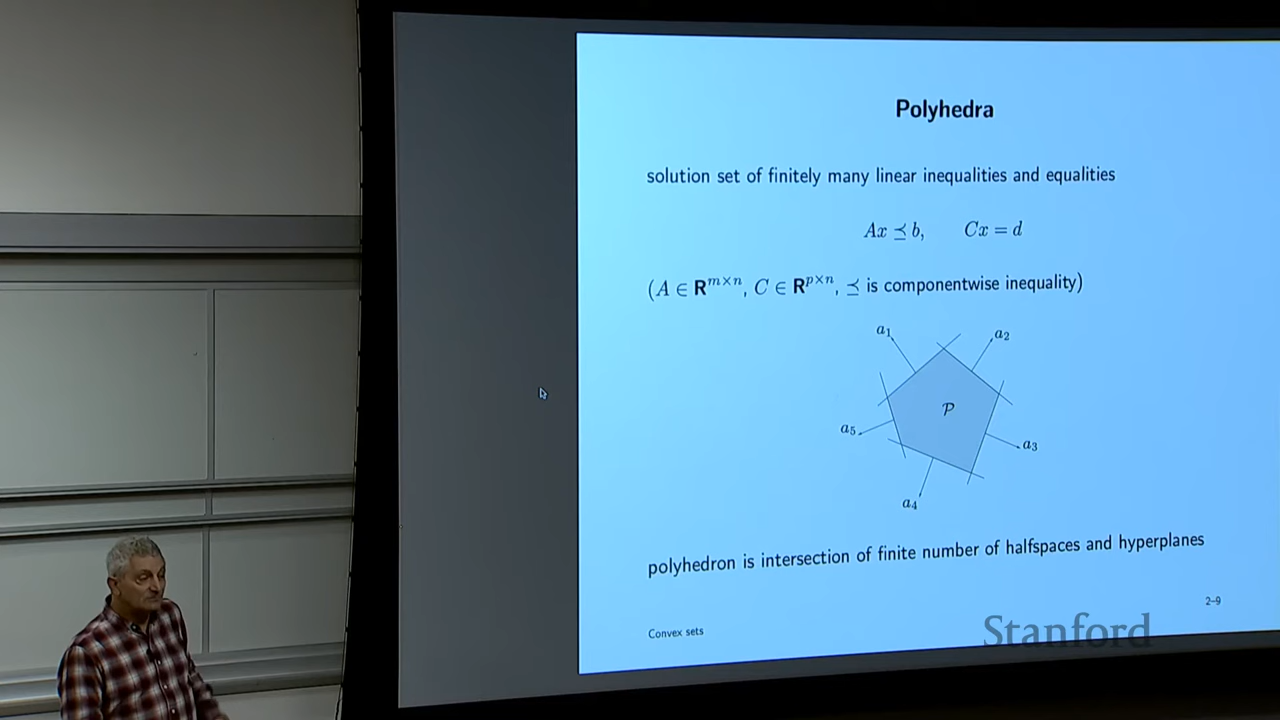 Polyhedra
solution set of finitely many linear inequalities and equalities
Ax ⪯ b, Cx = d
(A ∈ R^{m×n}, C ∈ R^{p×n}, ⪯ is componentwise inequality)
a₁
a₂
P
a₅
a₃
a₄
polyhedron is intersection of finite number of halfspaces and hyperplanes
2–9
Convex sets
Stanford